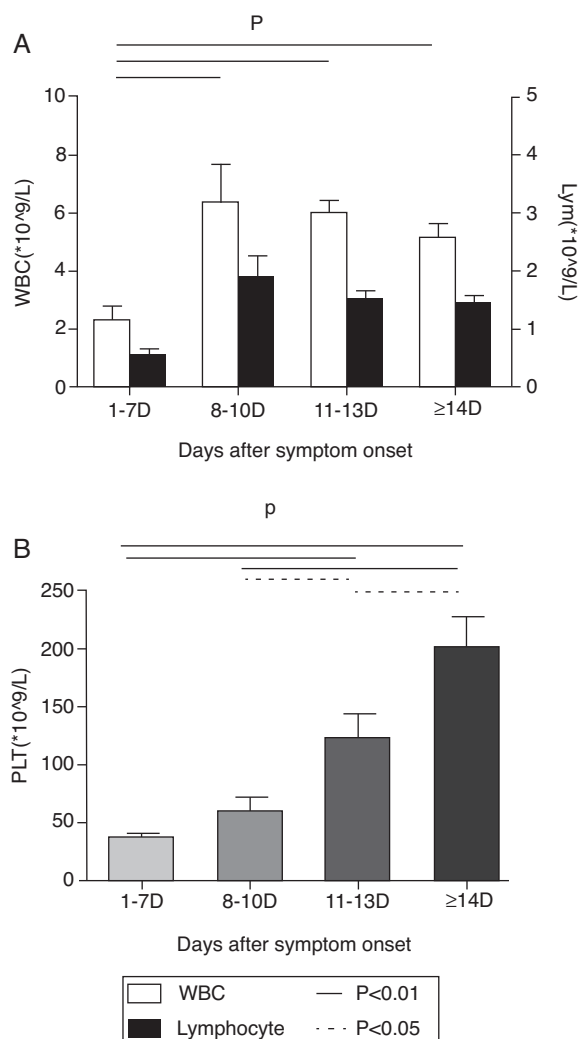 A
P
WBC(*10^9/L)
10
8
6
4
2
0
5
4
3
2
1
0
Lym(*10^9/L)
1-7D 8-10D 11-13D ≥14D
Days after symptom onset
B
p
PLT(*10^9/L)
250
200
150
100
50
0
1-7D 8-10D 11-13D ≥14D
Days after symptom onset
WBC P<0.01
Lymphocyte P<0.05